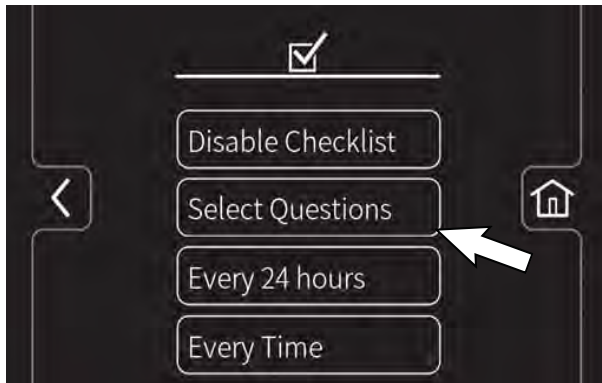 Disable Checklist
Select Questions
Every 24 hours
Every Time